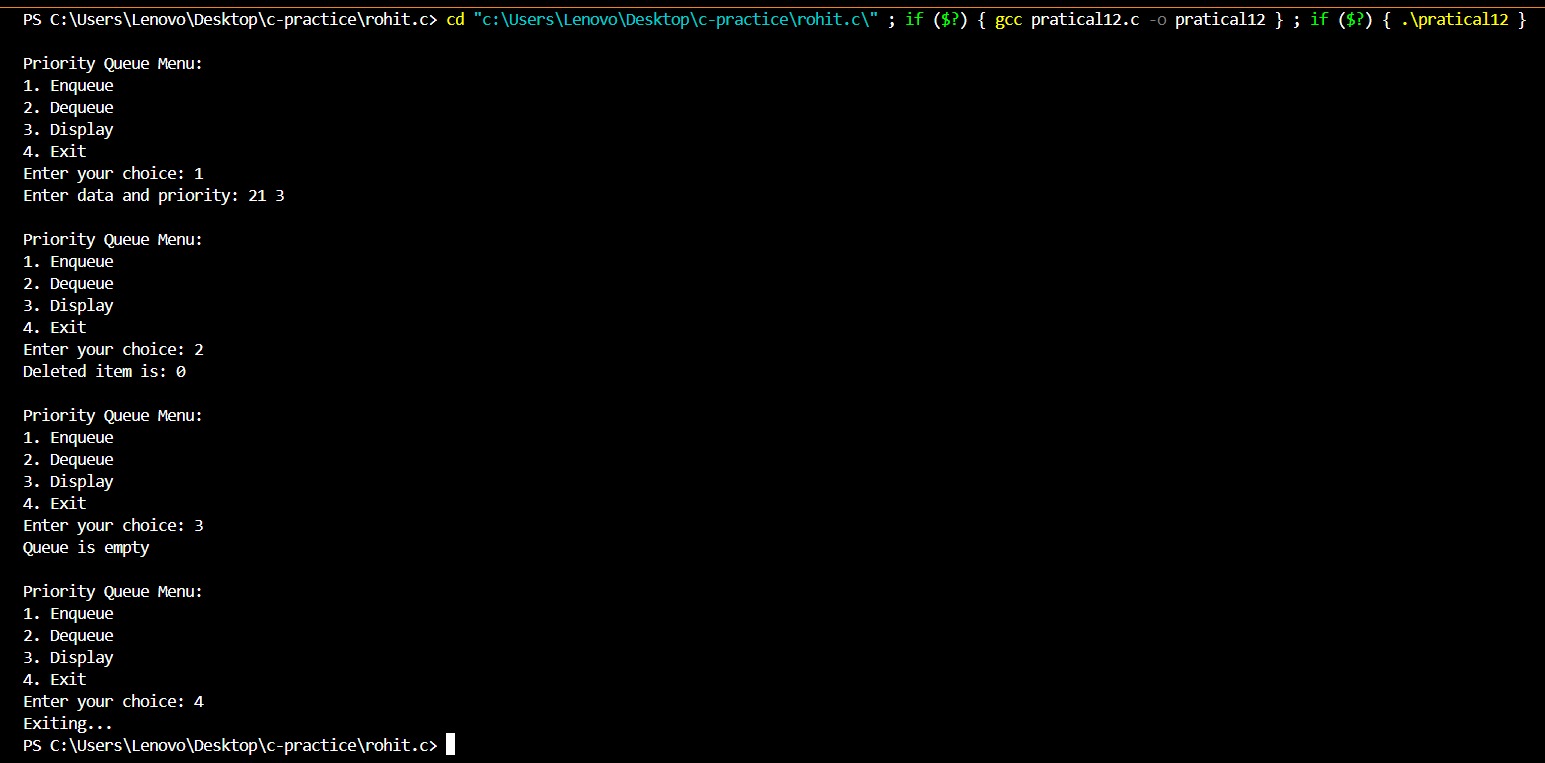 PS C:\Users\Lenovo\Desktop\c-practice\rohit.c> cd "c:\Users\Lenovo\Desktop\c-practice\rohit.c\" ; if ($?) { gcc pratical12.c -o pratical12 } ; if ($?) { .\pratical12 }
Priority Queue Menu:
1. Enqueue
2. Dequeue
3. Display
4. Exit
Enter your choice: 1
Enter data and priority: 21 3
Priority Queue Menu:
1. Enqueue
2. Dequeue
3. Display
4. Exit
Enter your choice: 2
Deleted item is: 0
Priority Queue Menu:
1. Enqueue
2. Dequeue
3. Display
4. Exit
Enter your choice: 3
Queue is empty
Priority Queue Menu:
1. Enqueue
2. Dequeue
3. Display
4. Exit
Enter your choice: 4
Exiting...
PS C:\Users\Lenovo\Desktop\c-practice\rohit.c>